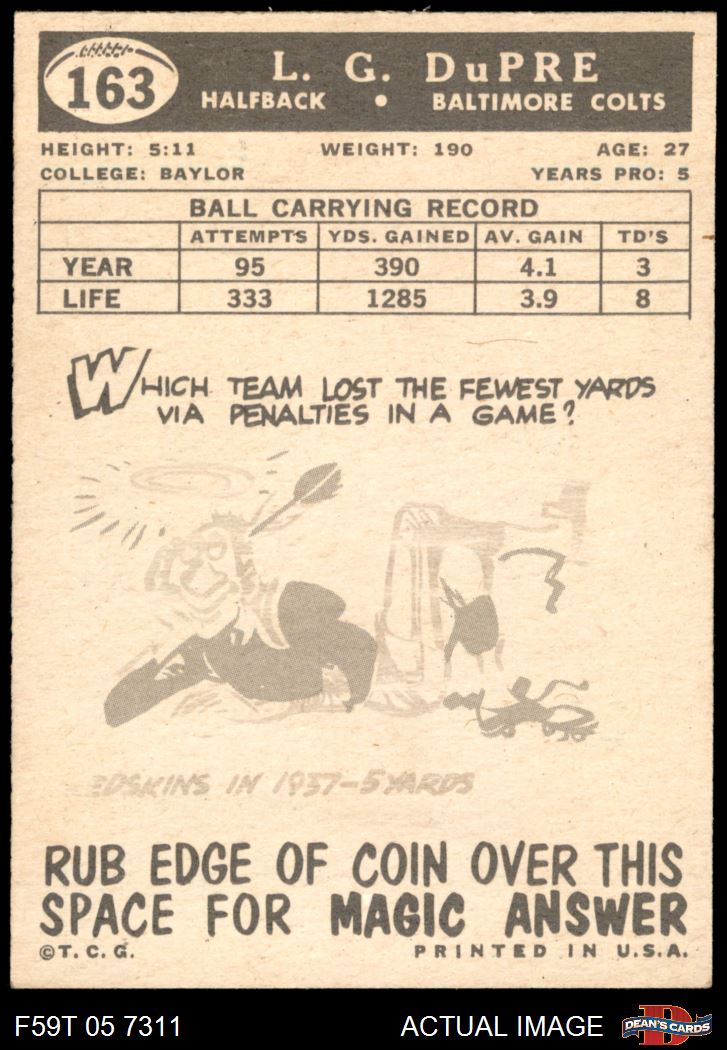 163
L. G. DuPRE
HALFBACK • BALTIMORE COLTS
HEIGHT: 5:11 WEIGHT: 190 AGE: 27
COLLEGE: BAYLOR YEARS PRO: 5
BALL CARRYING RECORD
ATTEMPTS YDS. GAINED AV. GAIN TD'S
YEAR 95 390 4.1 3
LIFE 333 1285 3.9 8
WHICH TEAM LOST THE FEWEST YARDS
VIA PENALTIES IN A GAME?
EDSKINS IN 1937-5 YARDS
RUB EDGE OF COIN OVER THIS
SPACE FOR MAGIC ANSWER
©T. C. G. PRINTED IN U.S.A.
F59T 05 7311 ACTUAL IMAGE DEAN'S CARDS